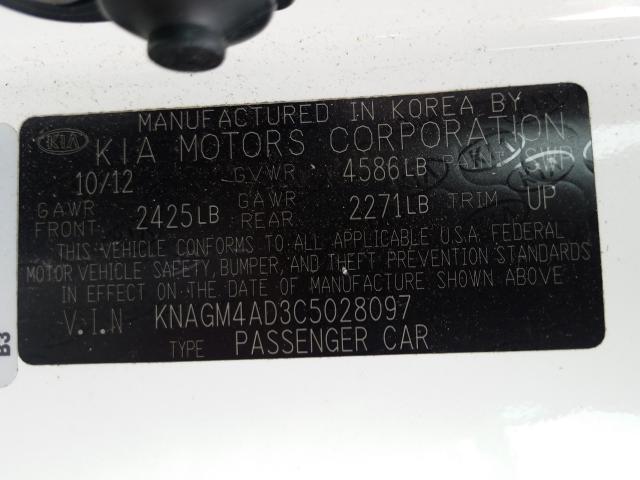 MANUFACTURED IN KOREA BY
KIA KIA MOTORS CORPORATION
10/12 GVWR 4586LB
GAWR FRONT 2425LB GAWR REAR 2271LB TRIM UP
THIS VEHICLE CONFORMS TO ALL APPLICABLE U.S.A. FEDERAL
MOTOR VEHICLE SAFETY, BUMPER, AND THEFT PREVENTION STANDARDS
IN EFFECT ON THE DATE OF MANUFACTURE SHOWN ABOVE
V.I.N KNAGM4AD3C5028097
TYPE PASSENGER CAR
B3